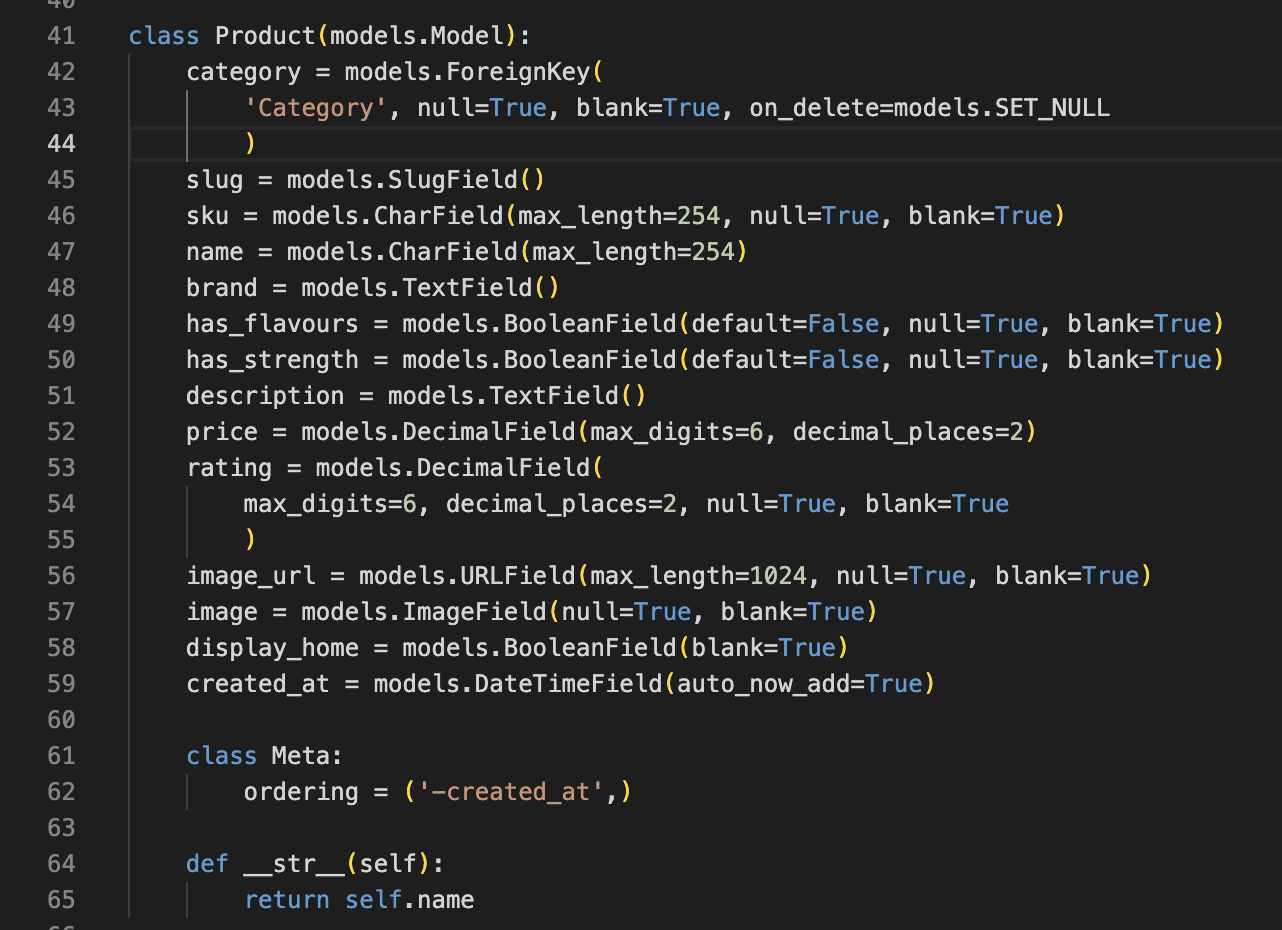 41 class Product(models.Model):
42 category = models.ForeignKey(
43 'Category', null=True, blank=True, on_delete=models.SET_NULL
44 )
45 slug = models.SlugField()
46 sku = models.CharField(max_length=254, null=True, blank=True)
47 name = models.CharField(max_length=254)
48 brand = models.TextField()
49 has_flavours = models.BooleanField(default=False, null=True, blank=True)
50 has_strength = models.BooleanField(default=False, null=True, blank=True)
51 description = models.TextField()
52 price = models.DecimalField(max_digits=6, decimal_places=2)
53 rating = models.DecimalField(
54 max_digits=6, decimal_places=2, null=True, blank=True
55 )
56 image_url = models.URLField(max_length=1024, null=True, blank=True)
57 image = models.ImageField(null=True, blank=True)
58 display_home = models.BooleanField(blank=True)
59 created_at = models.DateTimeField(auto_now_add=True)
60
61 class Meta:
62 ordering = ('-created_at',)
63
64 def __str__(self):
65 return self.name